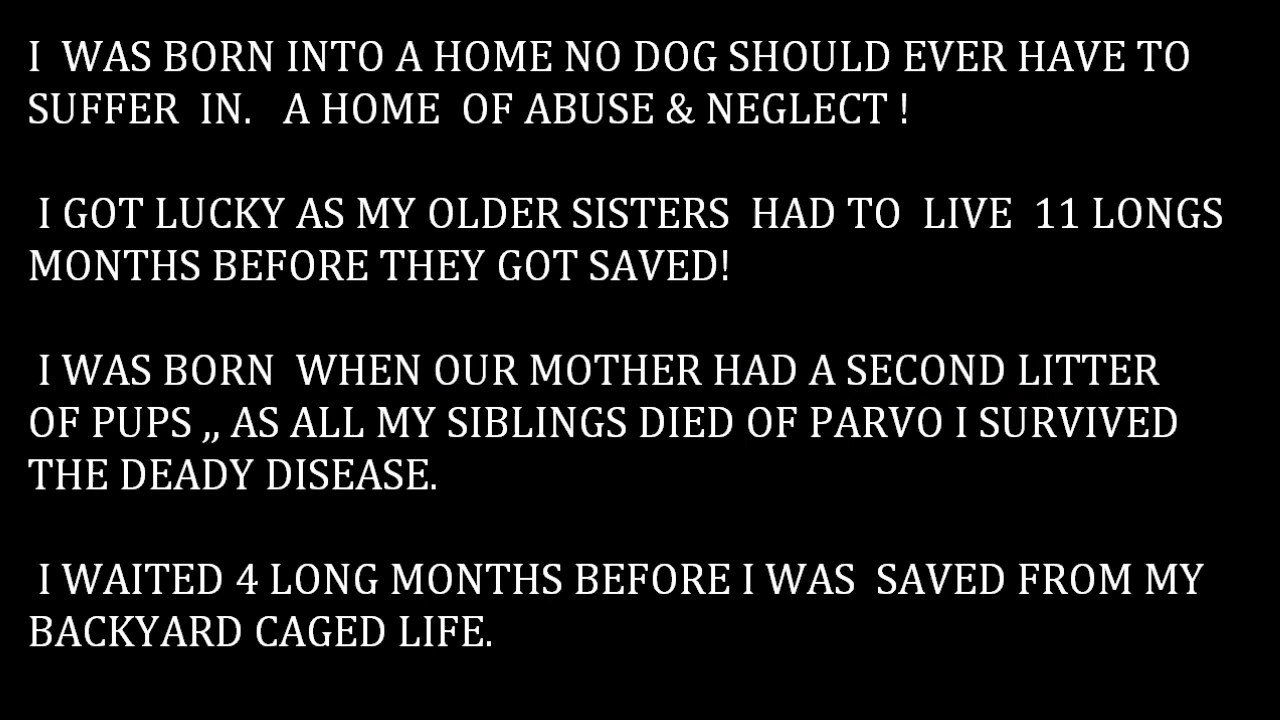 I WAS BORN INTO A HOME NO DOG SHOULD EVER HAVE TO
SUFFER IN. A HOME OF ABUSE & NEGLECT !
I GOT LUCKY AS MY OLDER SISTERS HAD TO LIVE 11 LONGS
MONTHS BEFORE THEY GOT SAVED!
I WAS BORN WHEN OUR MOTHER HAD A SECOND LITTER
OF PUPS ,, AS ALL MY SIBLINGS DIED OF PARVO I SURVIVED
THE DEADY DISEASE.
I WAITED 4 LONG MONTHS BEFORE I WAS SAVED FROM MY
BACKYARD CAGED LIFE.